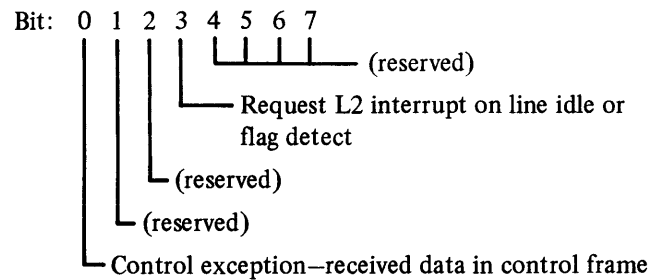 Bit: 0 1 2 3 4 5 6 7
(reserved)
Request L2 interrupt on line idle or
flag detect
(reserved)
(reserved)
Control exception—received data in control frame